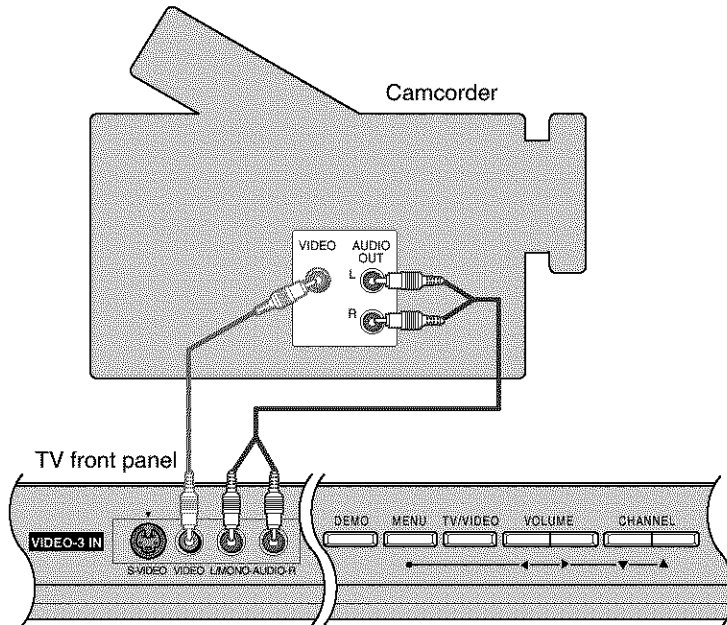 Camcorder
VIDEO
AUDIO
OUT
L
R
TV front panel
DEMO MENU TV/VIDEO VOLUME CHANNEL
VIDEO-3 IN
S-VIDEO VIDEO L/MONO-AUDIO-R